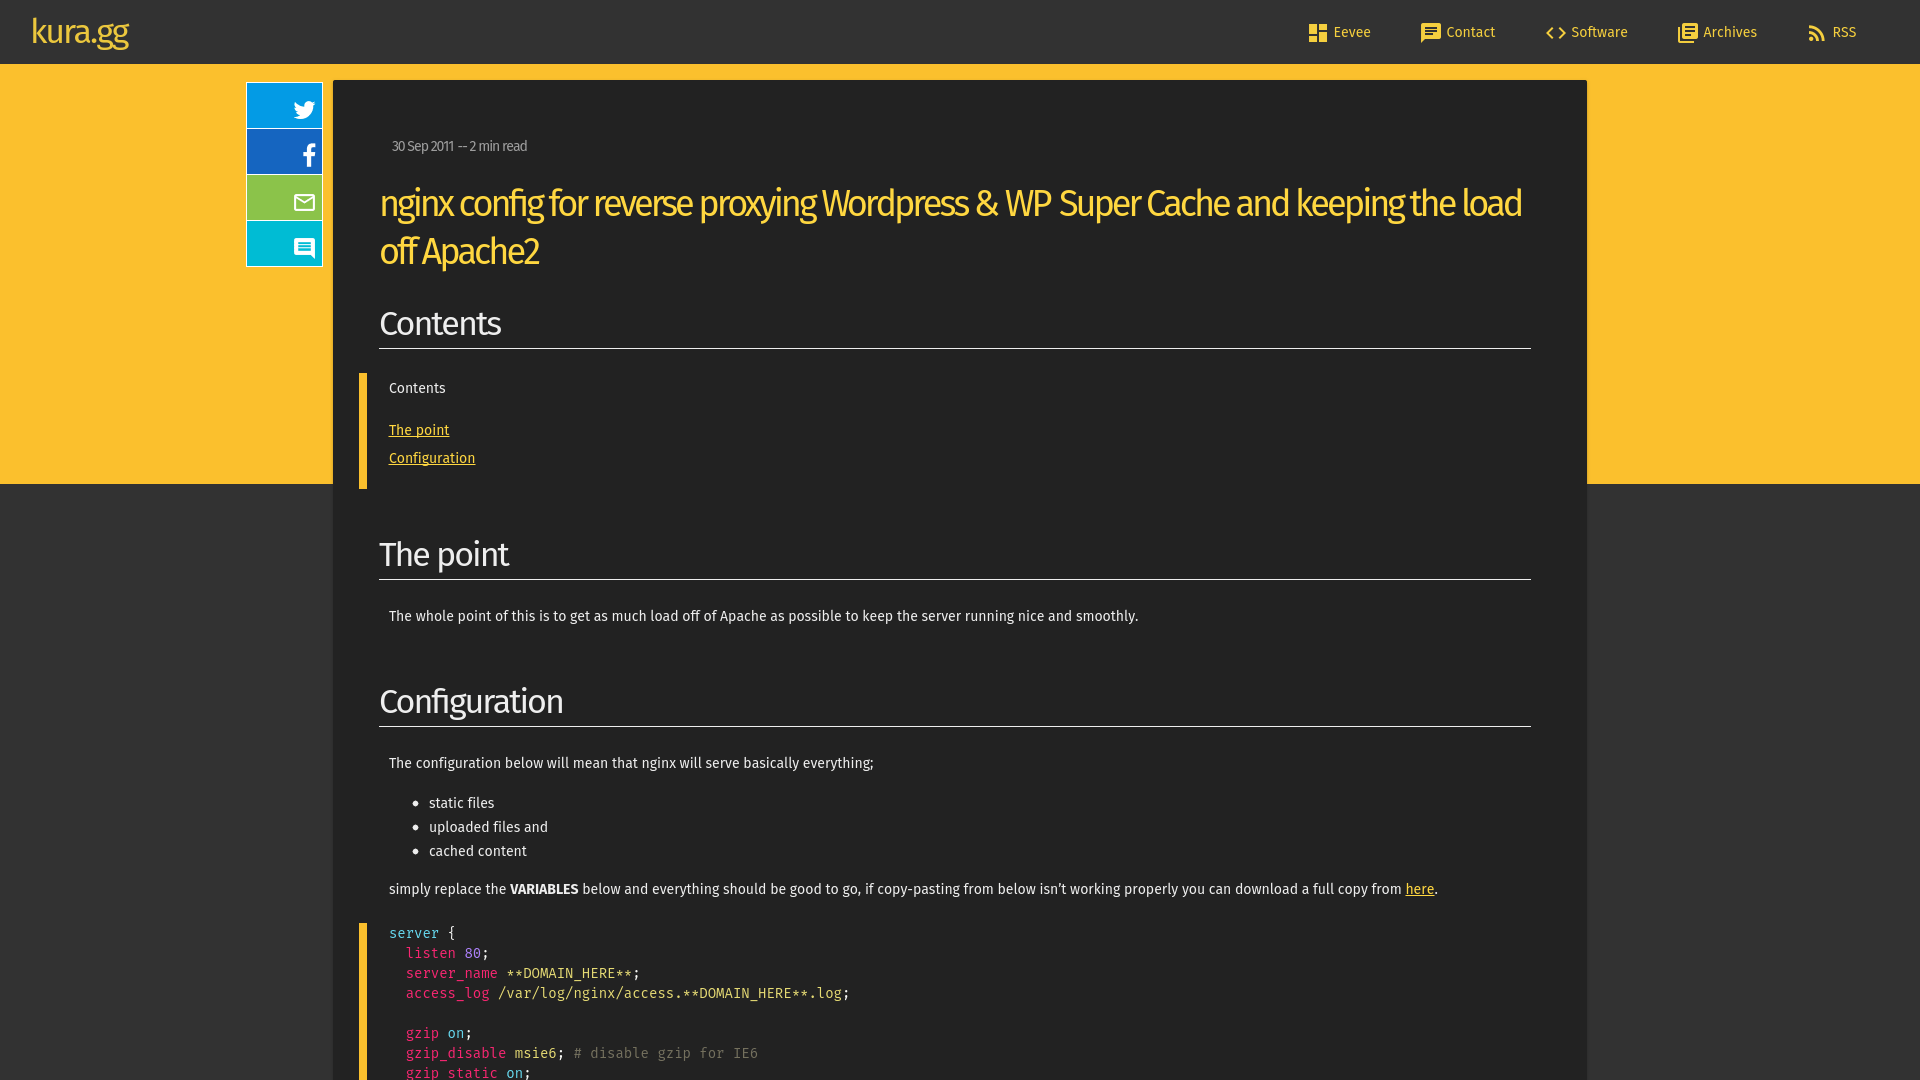 kura.gg
Eevee
Contact
Software
Archives
RSS
30 Sep 2011 -- 2 min read
nginx config for reverse proxying Wordpress & WP Super Cache and keeping the load
off Apache2
Contents
Contents
The point
Configuration
The point
The whole point of this is to get as much load off of Apache as possible to keep the server running nice and smoothly.
Configuration
The configuration below will mean that nginx will serve basically everything;
• static files
• uploaded files and
• cached content
simply replace the VARIABLES below and everything should be good to go, if copy-pasting from below isn’t working properly you can download a full copy from here.
server {
listen 80;
server_name **DOMAIN_HERE**;
access_log /var/log/nginx/access.**DOMAIN_HERE**.log;
gzip on;
gzip_disable msie6; # disable gzip for IE6
gzip_static on;